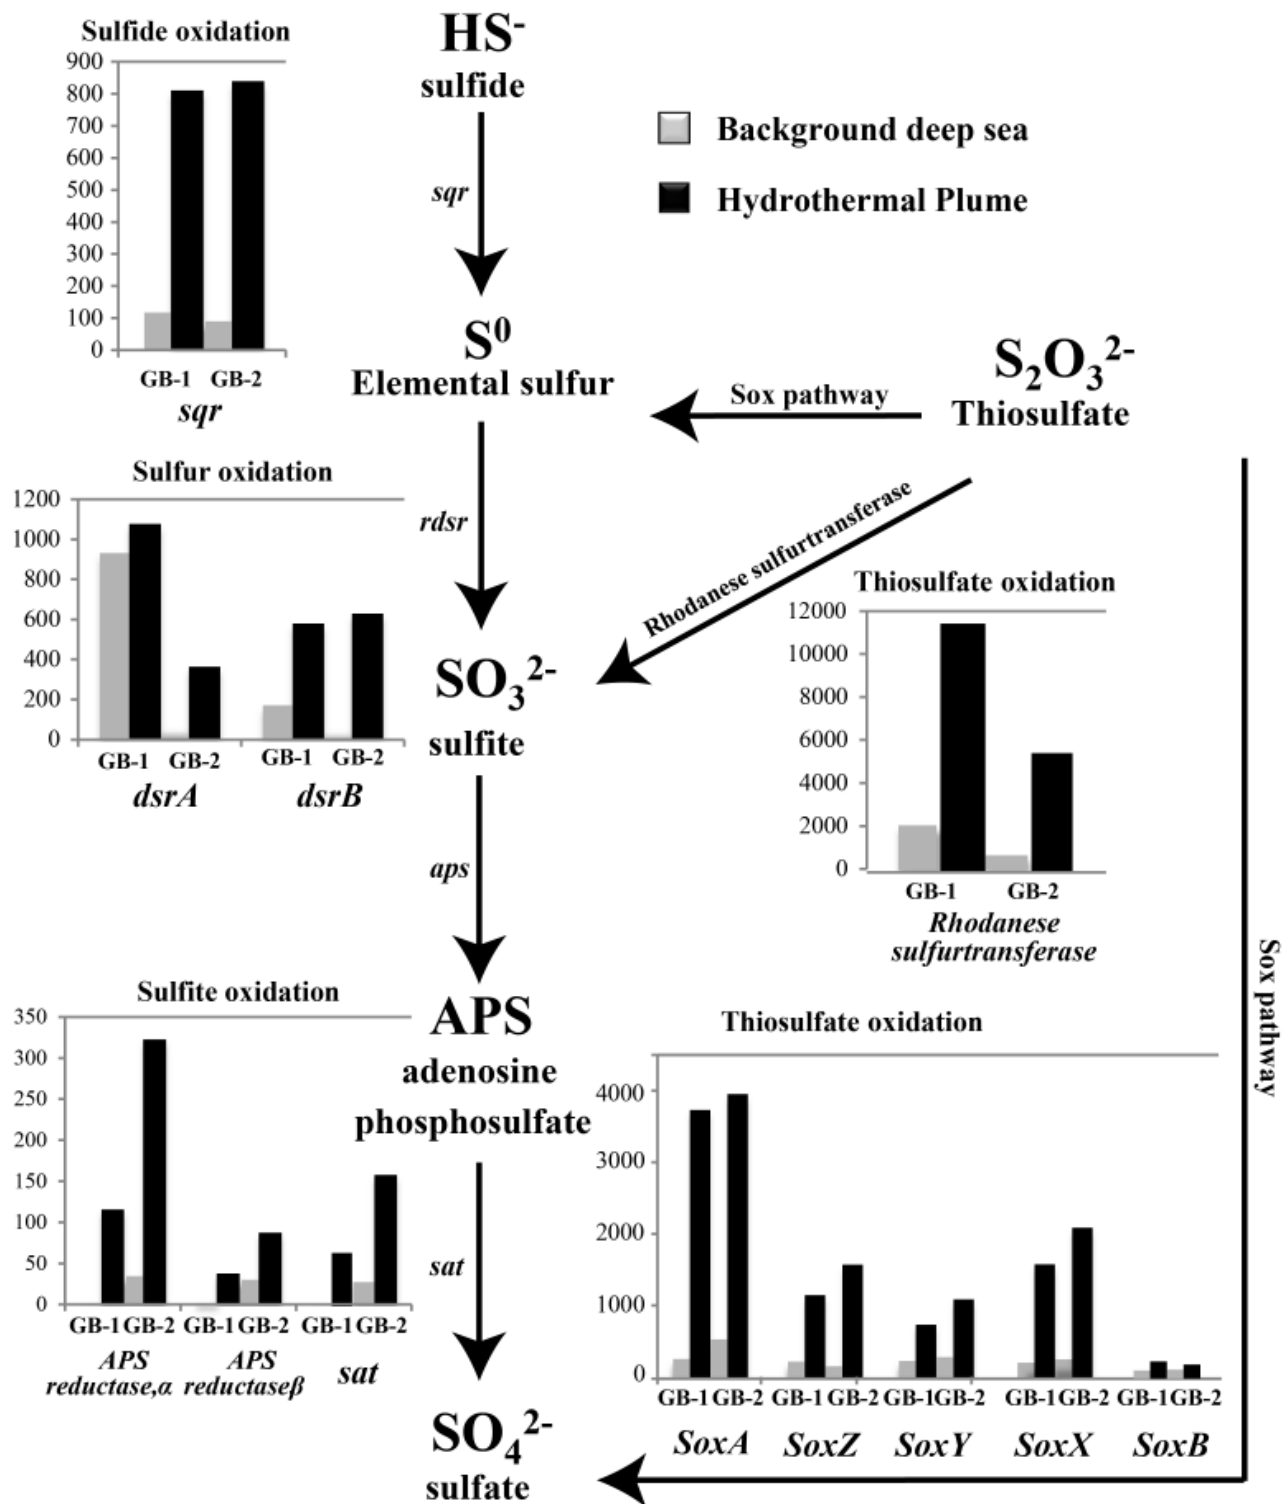 Sulfide oxidation
900
800
700
600
500
400
300
200
100
0
GB-1 GB-2
sqr
HS-
sulfide
sqr
Background deep sea
Hydrothermal Plume
S0
Elemental sulfur
Sox pathway
S2O32-
Thiosulfate
Sulfur oxidation
1200
1000
800
600
400
200
0
GB-1 GB-2 GB-1 GB-2
dsrA dsrB
rdsr
Rhodanese sulfurtransferase
SO32-
sulfite
Thiosulfate oxidation
12000
10000
8000
6000
4000
2000
0
GB-1 GB-2
Rhodanese
sulfurtransferase
aps
Sox pathway
Sulfite oxidation
350
300
250
200
150
100
50
0
GB-1 GB-2 GB-1 GB-2 GB-1 GB-2
APS
reductase,α
APS
reductaseβ
sat
APS
adenosine
phosphosulfate
sat
Thiosulfate oxidation
4000
3000
2000
1000
0
GB-1 GB-2 GB-1 GB-2 GB-1GB-2 GB-1 GB-2 GB-1 GB-2
SoxA SoxZ SoxY SoxX SoxB
SO42-
sulfate